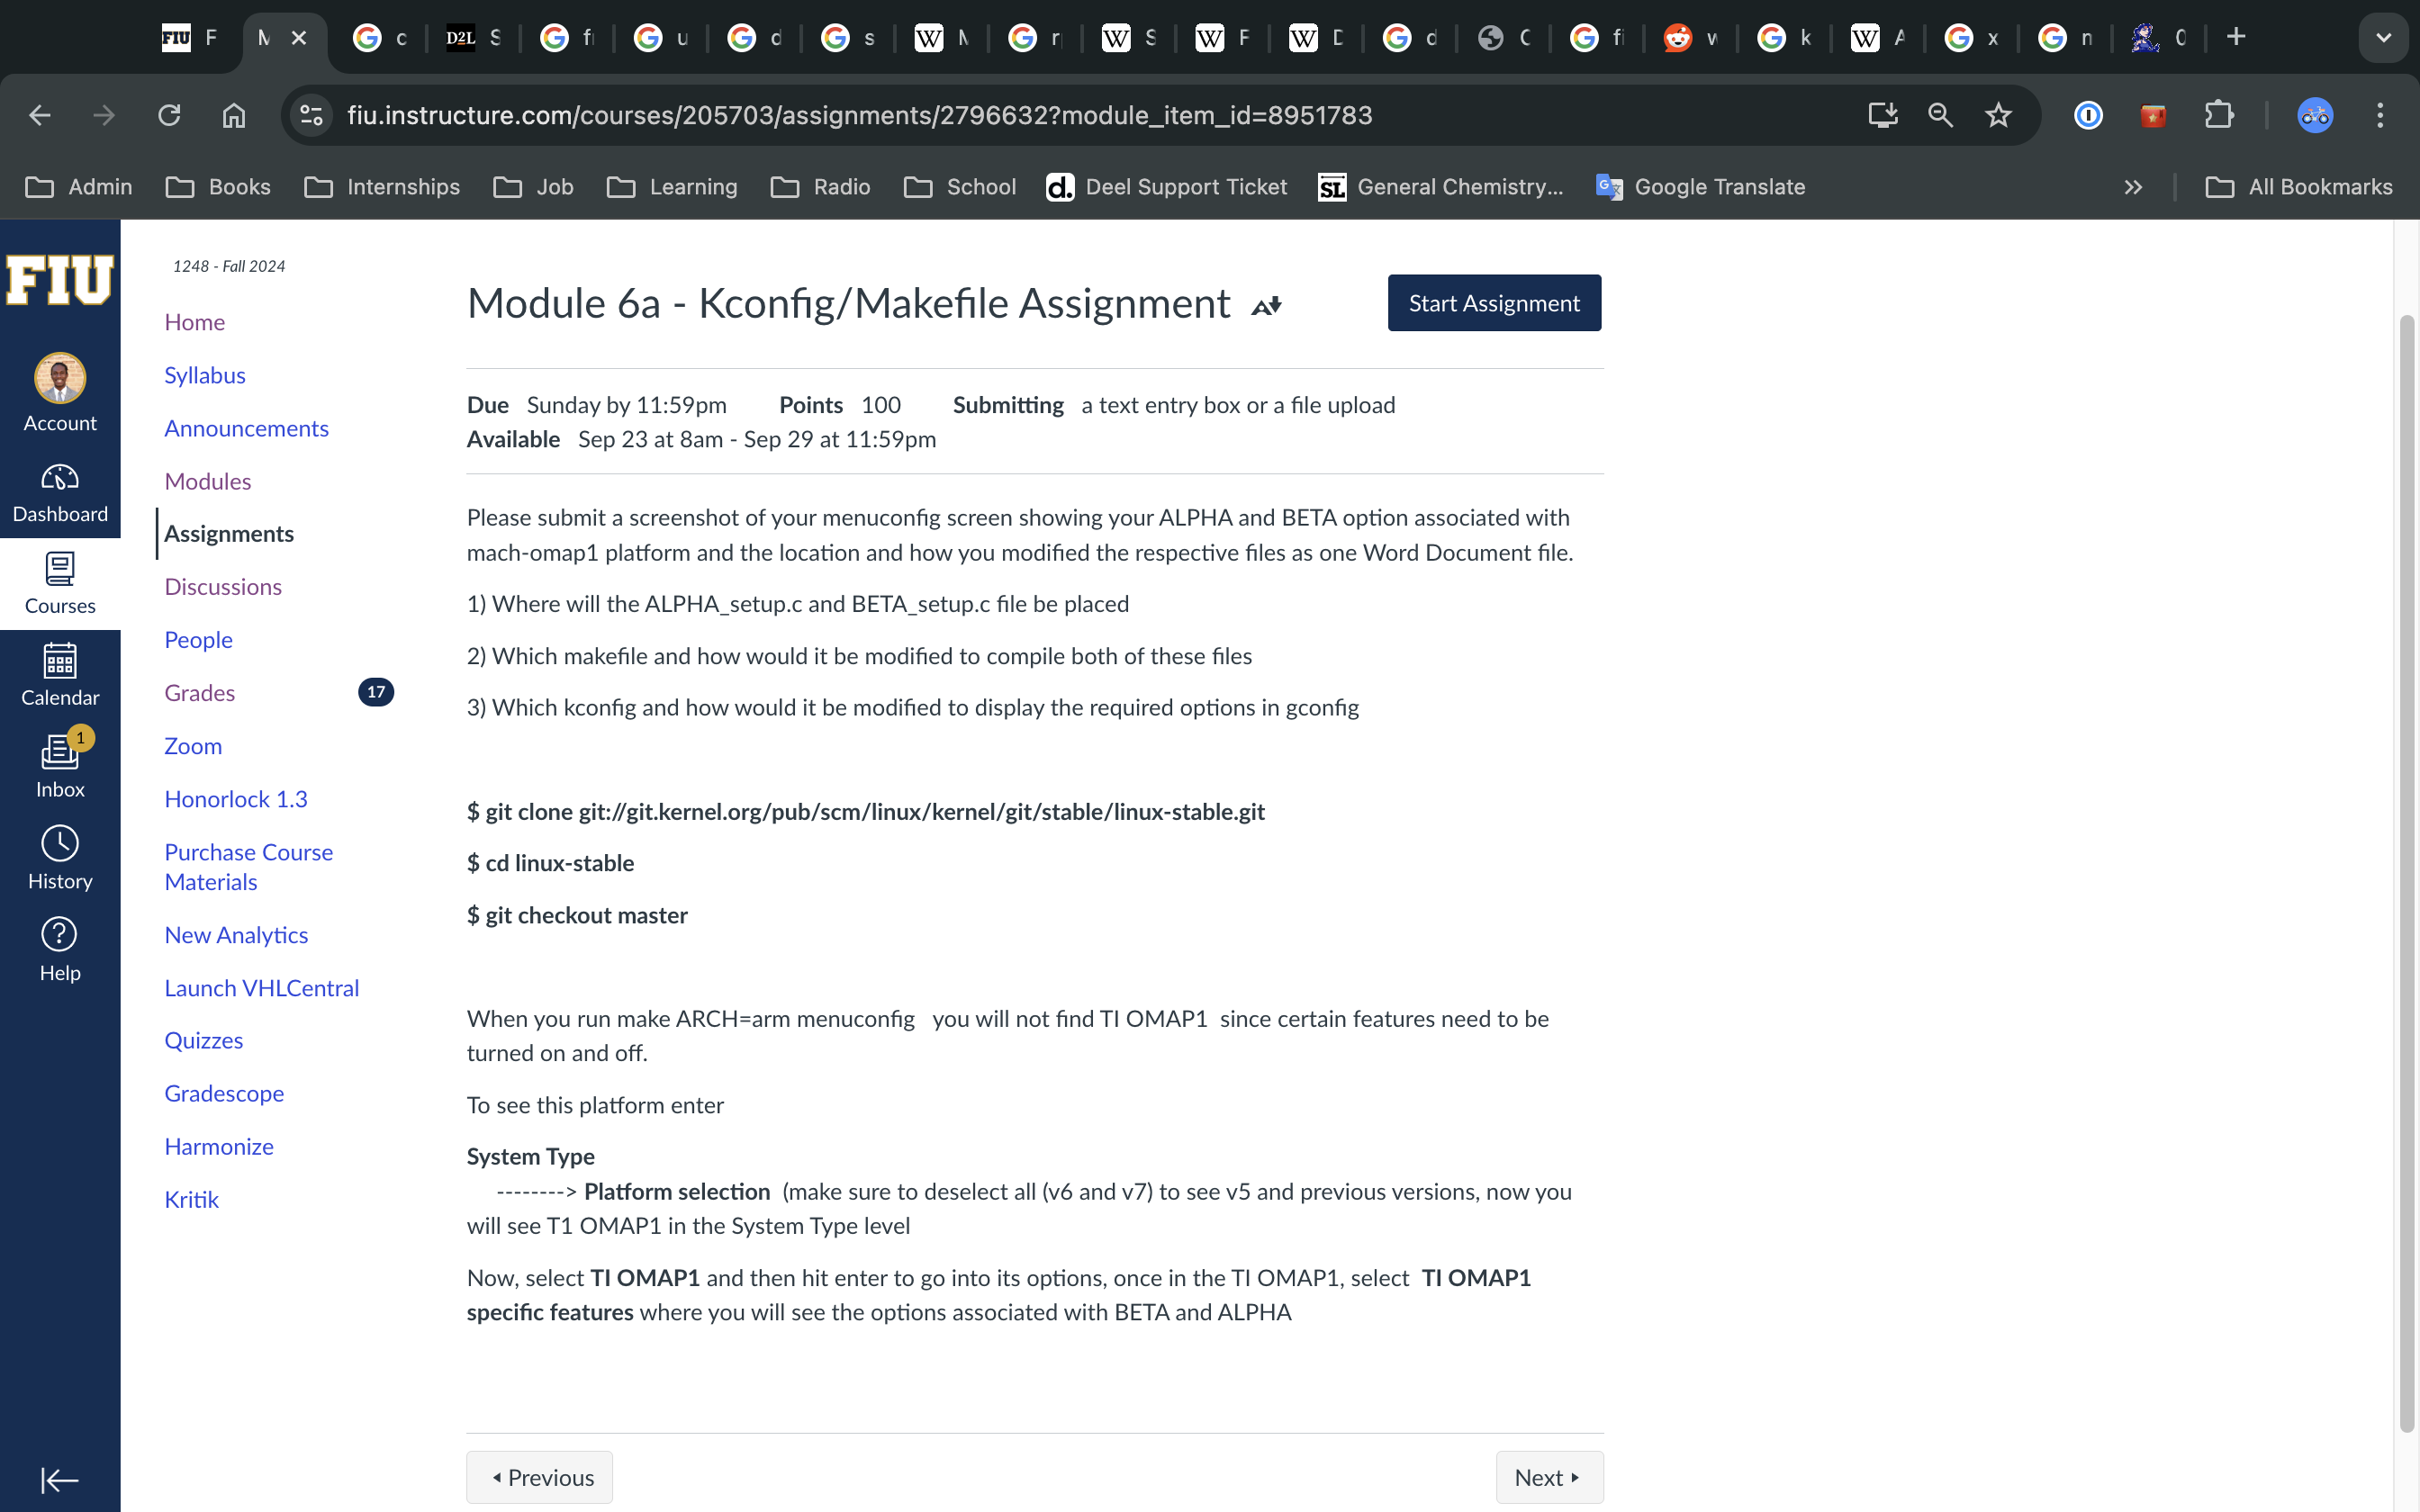 FIU F M c D2L S fi u d s W M r W S W F W D d C fi w k W A x n 0
fiu.instructure.com/courses/205703/assignments/2796632?module_item_id=8951783
Admin Books Internships Job Learning Radio School d. Deel Support Ticket SL General Chemistry... Google Translate » All Bookmarks
FIU
Account
Dashboard
Courses
Calendar
1
Inbox
History
Help
1248 - Fall 2024
Home
Syllabus
Announcements
Modules
Assignments
Discussions
People
Grades 17
Zoom
Honorlock 1.3
Purchase Course
Materials
New Analytics
Launch VHLCentral
Quizzes
Gradescope
Harmonize
Kritik
Module 6a - Kconfig/Makefile Assignment
Start Assignment
Due Sunday by 11:59pm Points 100 Submitting a text entry box or a file upload
Available Sep 23 at 8am - Sep 29 at 11:59pm
Please submit a screenshot of your menuconfig screen showing your ALPHA and BETA option associated with
mach-omap1 platform and the location and how you modified the respective files as one Word Document file.
1) Where will the ALPHA_setup.c and BETA_setup.c file be placed
2) Which makefile and how would it be modified to compile both of these files
3) Which kconfig and how would it be modified to display the required options in gconfig
$ git clone git://git.kernel.org/pub/scm/linux/kernel/git/stable/linux-stable.git
$ cd linux-stable
$ git checkout master
When you run make ARCH=arm menuconfig you will not find TI OMAP1 since certain features need to be
turned on and off.
To see this platform enter
System Type
--------> Platform selection (make sure to deselect all (v6 and v7) to see v5 and previous versions, now you
will see T1 OMAP1 in the System Type level
Now, select TI OMAP1 and then hit enter to go into its options, once in the TI OMAP1, select TI OMAP1
specific features where you will see the options associated with BETA and ALPHA
Previous
Next